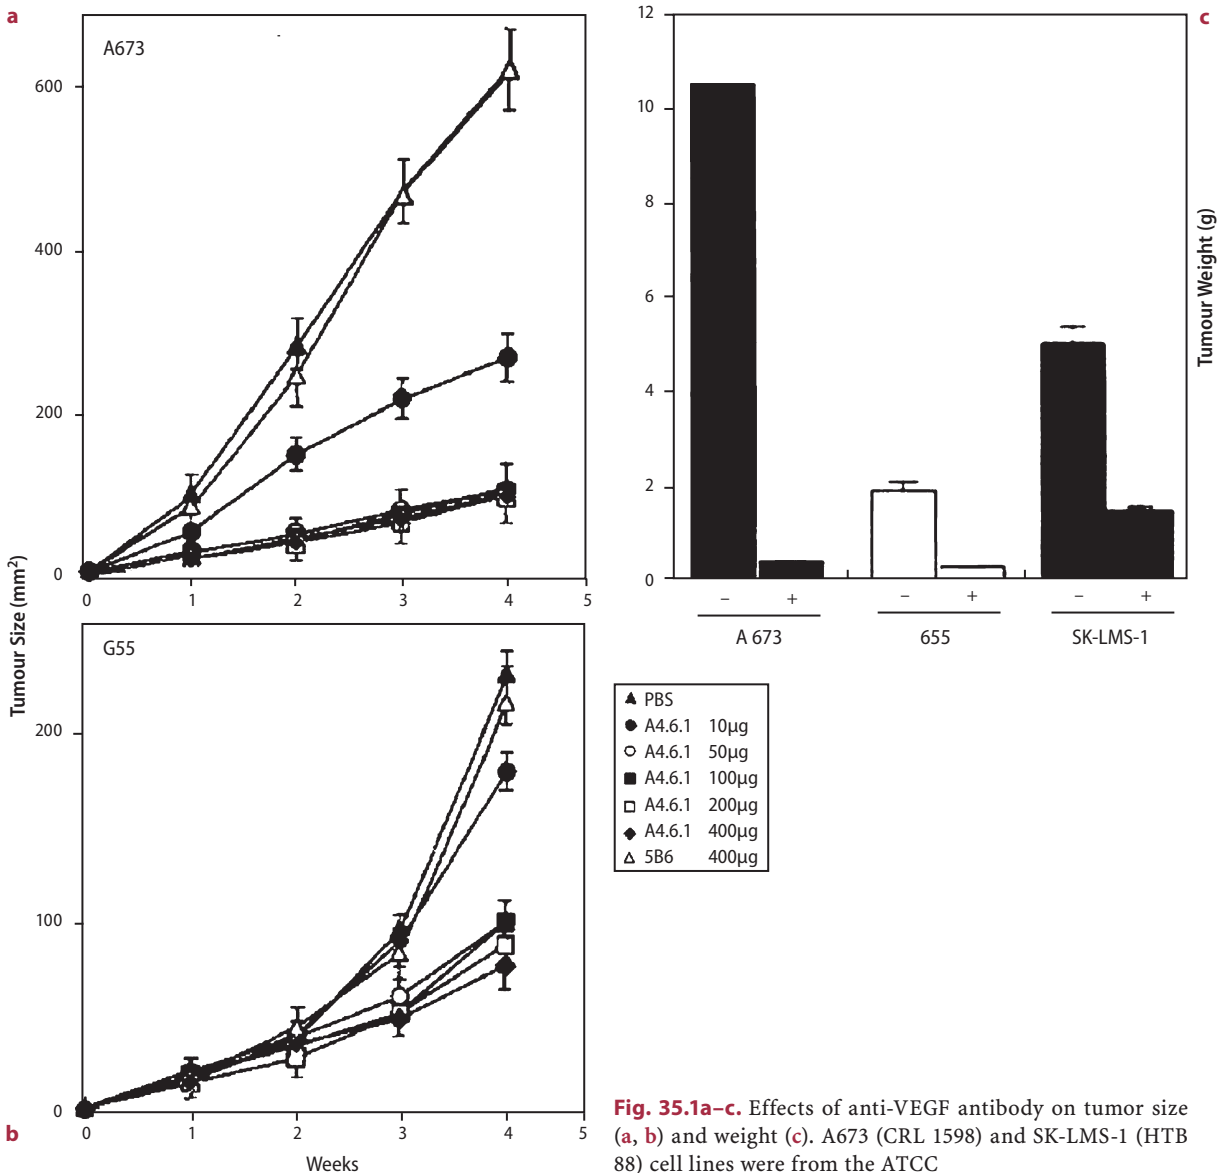 a
A673
600
400
200
0
0 1 2 3 4 5
G55
200
100
0
0 1 2 3 4 5
Weeks
Tumour Size (mm²)
b
c
12
10
8
6
4
2
0
– + – + – +
A 673 655 SK-LMS-1
Tumour Weight (g)
PBS
A4.6.1 10µg
A4.6.1 50µg
A4.6.1 100µg
A4.6.1 200µg
A4.6.1 400µg
5B6 400µg
Fig. 35.1a–c. Effects of anti-VEGF antibody on tumor size
(a, b) and weight (c). A673 (CRL 1598) and SK-LMS-1 (HTB
88) cell lines were from the ATCC